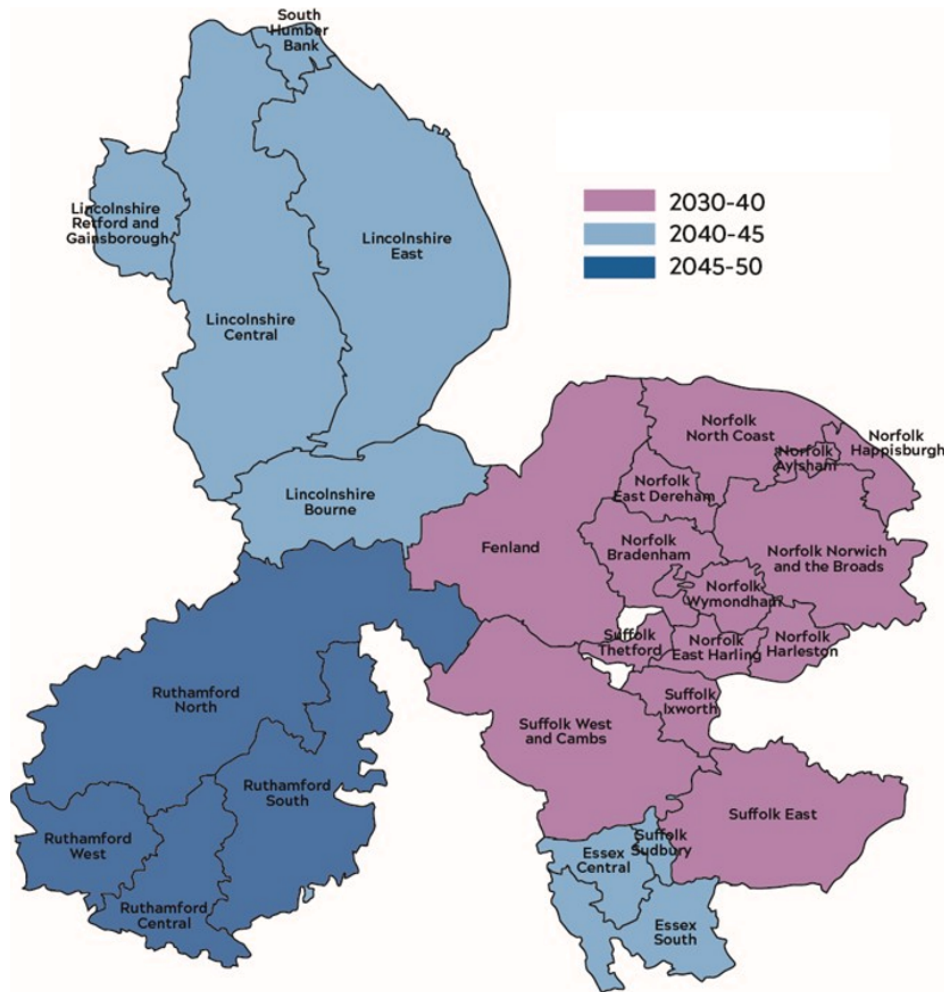 South
Humber
Bank
Lincolnshire
Retford and
Gainsborough
Lincolnshire
East
Lincolnshire
Central
2030-40
2040-45
2045-50
Norfolk
North Coast
Norfolk
Happisburgh
Norfolk
Aylsham
Norfolk
East Dereham
Lincolnshire
Bourne
Fenland
Norfolk
Bradenham
Norfolk Norwich
and the Broads
Norfolk
Wymondham
Suffolk
Thetford
Norfolk
East Harling
Norfolk
Harleston
Ruthamford
North
Suffolk
Ixworth
Suffolk West
and Cambs
Ruthamford
South
Suffolk East
Ruthamford
West
Suffolk
Sudbury
Essex
Central
Ruthamford
Central
Essex
South